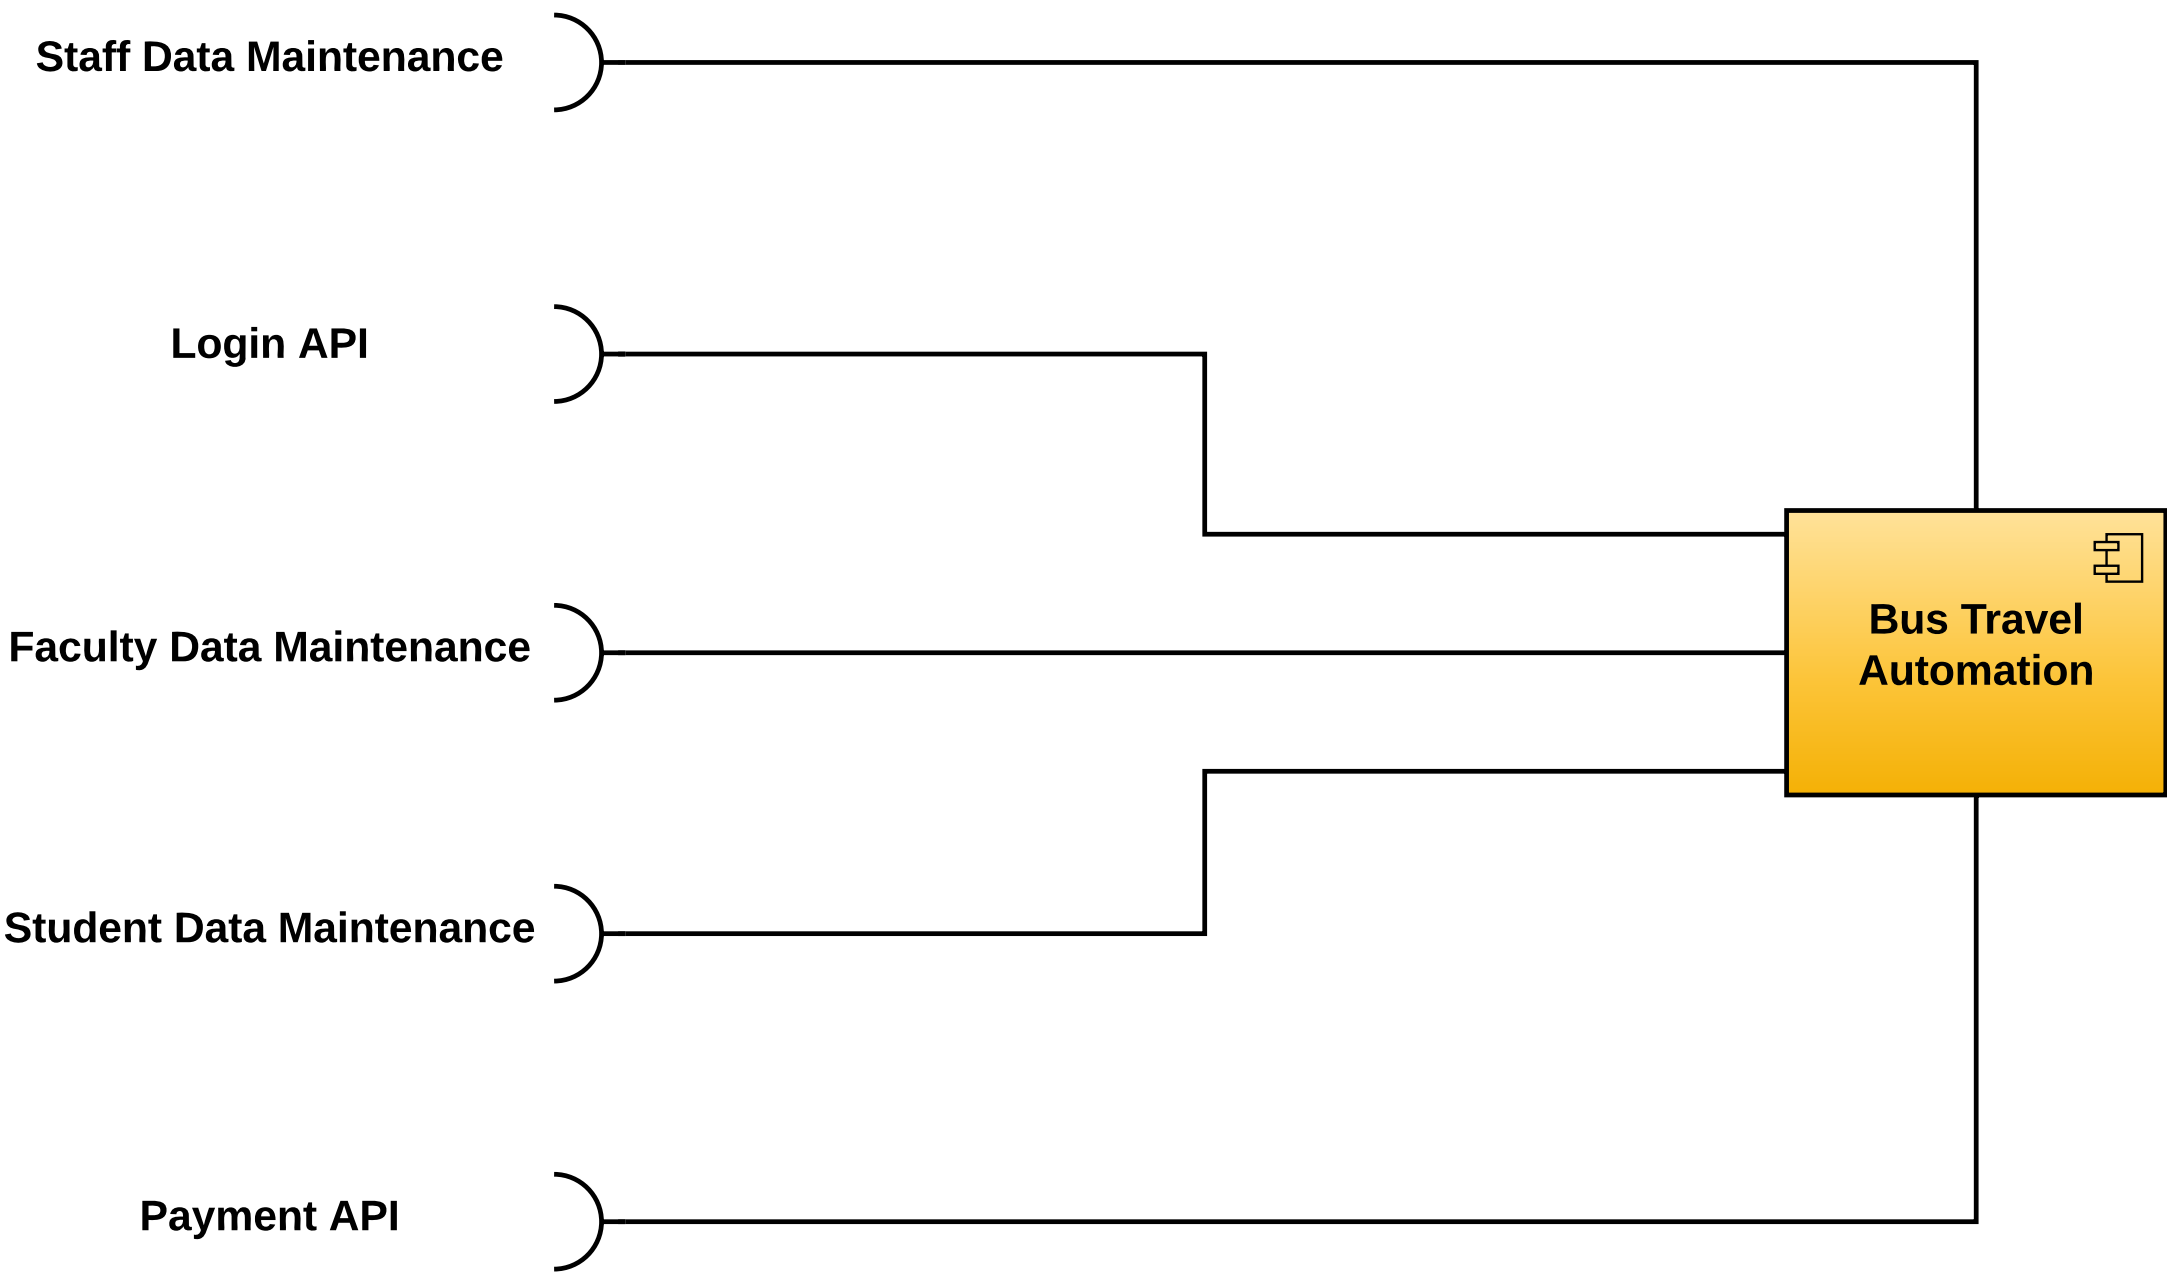 Staff Data Maintenance
Login API
Faculty Data Maintenance
Bus Travel
Automation
Student Data Maintenance
Payment API